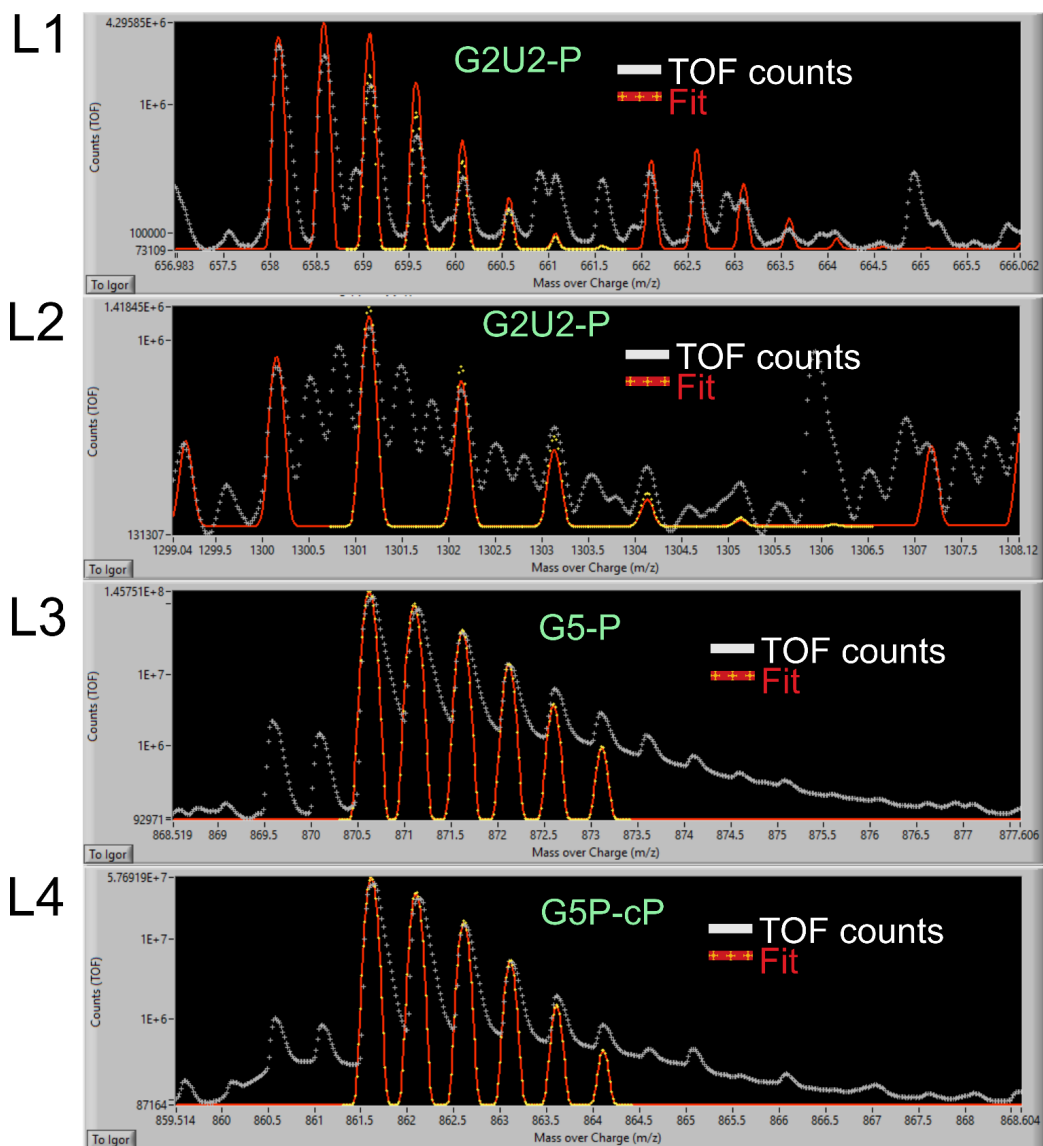 L1
4.29585E+6
1E+6
100000
73109
Counts (TOF)
G2U2-P
TOF counts
Fit
656.983 657.5 658 658.5 659 659.5 660 660.5 661 661.5 662 662.5 663 663.5 664 664.5 665 665.5 666.062
To Igor
Mass over Charge (m/z)
L2
1.41845E+6
1E+6
131307
Counts (TOF)
G2U2-P
TOF counts
Fit
1299.04 1299.5 1300 1300.5 1301 1301.5 1302 1302.5 1303 1303.5 1304 1304.5 1305 1305.5 1306 1306.5 1307 1307.5 1308.12
To Igor
Mass over Charge (m/z)
L3
1.45751E+8
1E+7
1E+6
92971
Counts (TOF)
G5-P
TOF counts
Fit
868.519 869 869.5 870 870.5 871 871.5 872 872.5 873 873.5 874 874.5 875 875.5 876 876.5 877 877.606
To Igor
Mass over Charge (m/z)
L4
5.76919E+7
1E+7
1E+6
87164
Counts (TOF)
G5P-cP
TOF counts
Fit
859.514 860 860.5 861 861.5 862 862.5 863 863.5 864 864.5 865 865.5 866 866.5 867 867.5 868 868.604
To Igor
Mass over Charge (m/z)